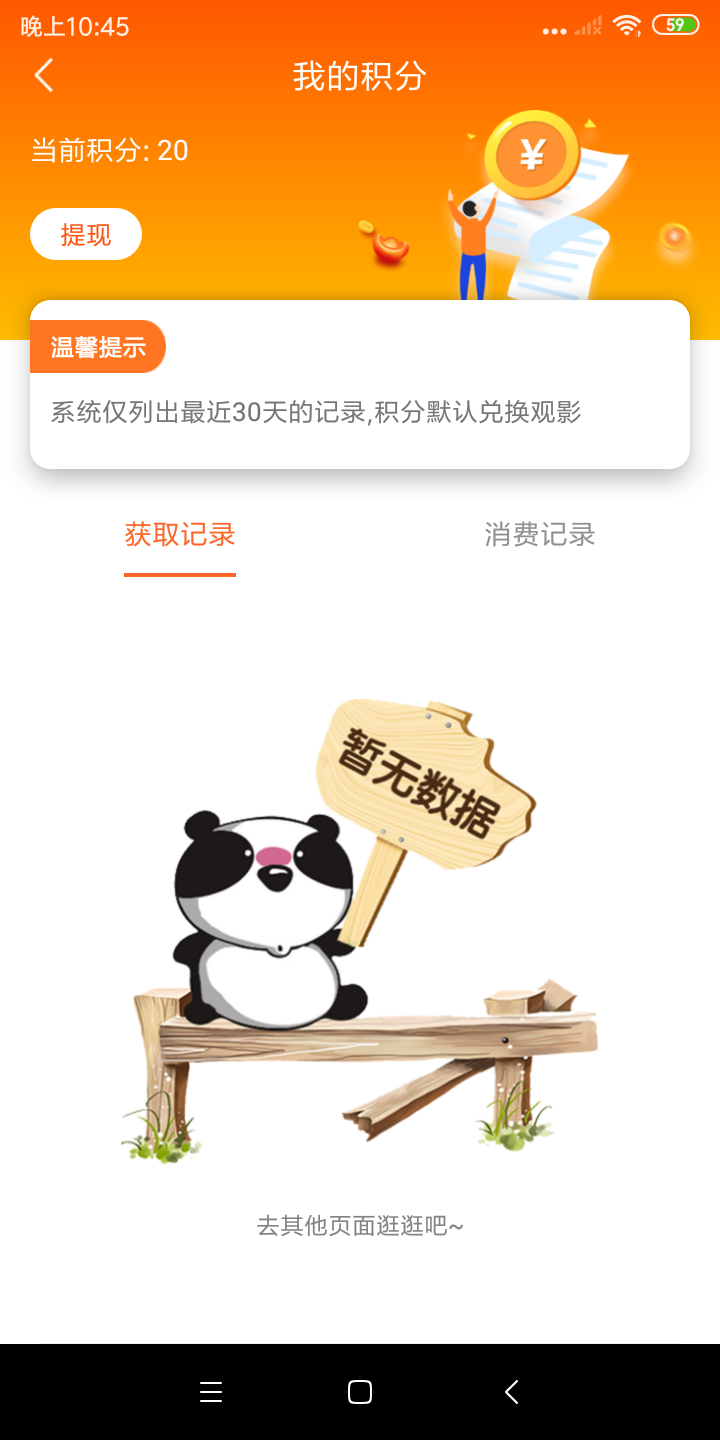 晚上10:45
59
我的积分
当前积分: 20
¥
提现
温馨提示
系统仅列出最近30天的记录,积分默认兑换观影
获取记录
消费记录
暂无数据
去其他页面逛逛吧~